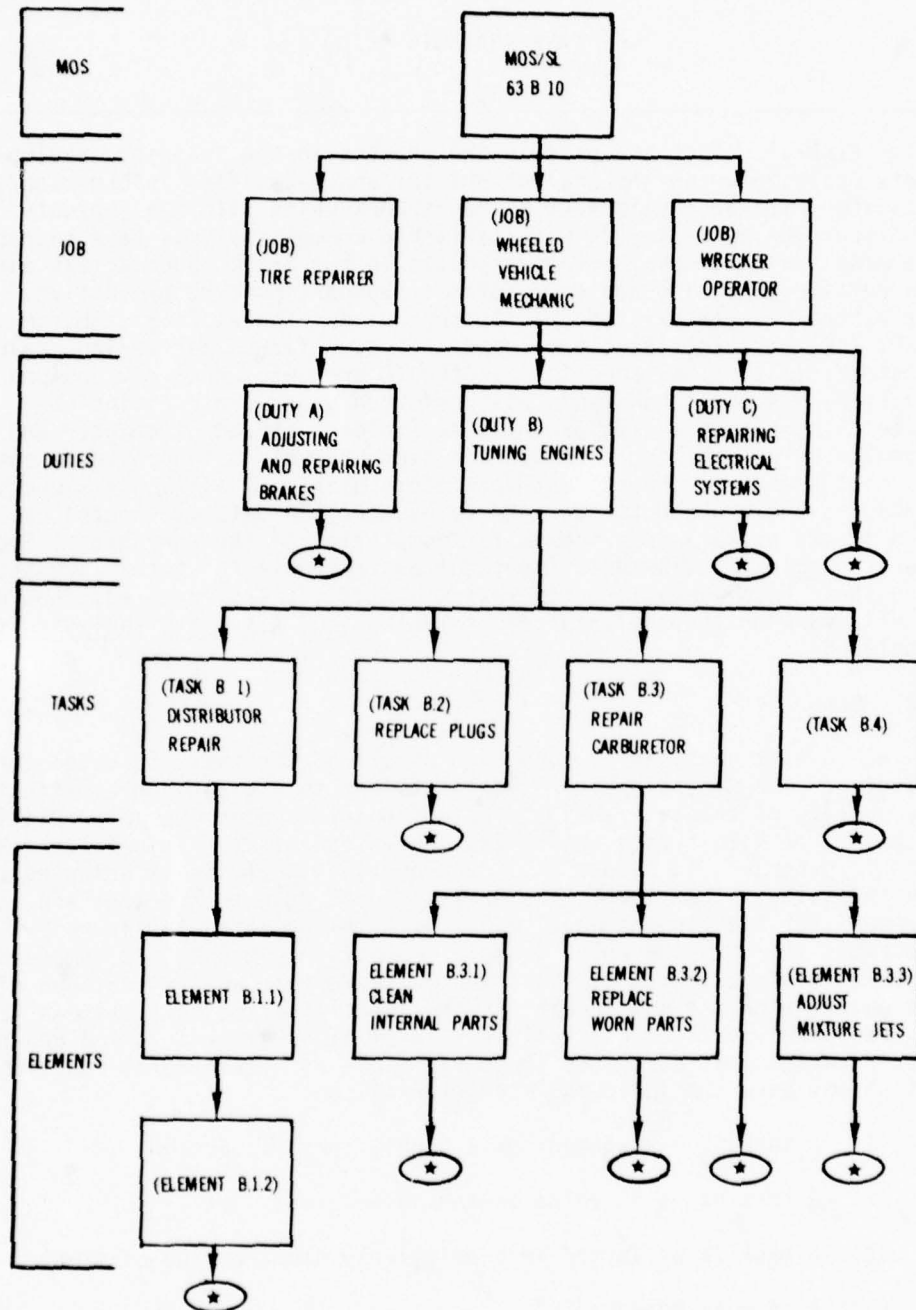 MOS
MOS/SL
63 B 10
JOB
(JOB)
TIRE REPAIRER
(JOB)
WHEELED
VEHICLE
MECHANIC
(JOB)
WRECKER
OPERATOR
DUTIES
(DUTY A)
ADJUSTING
AND REPAIRING
BRAKES
(DUTY B)
TUNING ENGINES
(DUTY C)
REPAIRING
ELECTRICAL
SYSTEMS
TASKS
(TASK B 1)
DISTRIBUTOR
REPAIR
(TASK B.2)
REPLACE PLUGS
(TASK B.3)
REPAIR
CARBURETOR
(TASK B.4)
ELEMENTS
ELEMENT B.1.1)
(ELEMENT B.1.2)
ELEMENT B.3.1)
CLEAN
INTERNAL PARTS
ELEMENT B.3.2)
REPLACE
WORN PARTS
(ELEMENT B.3.3)
ADJUST
MIXTURE JETS